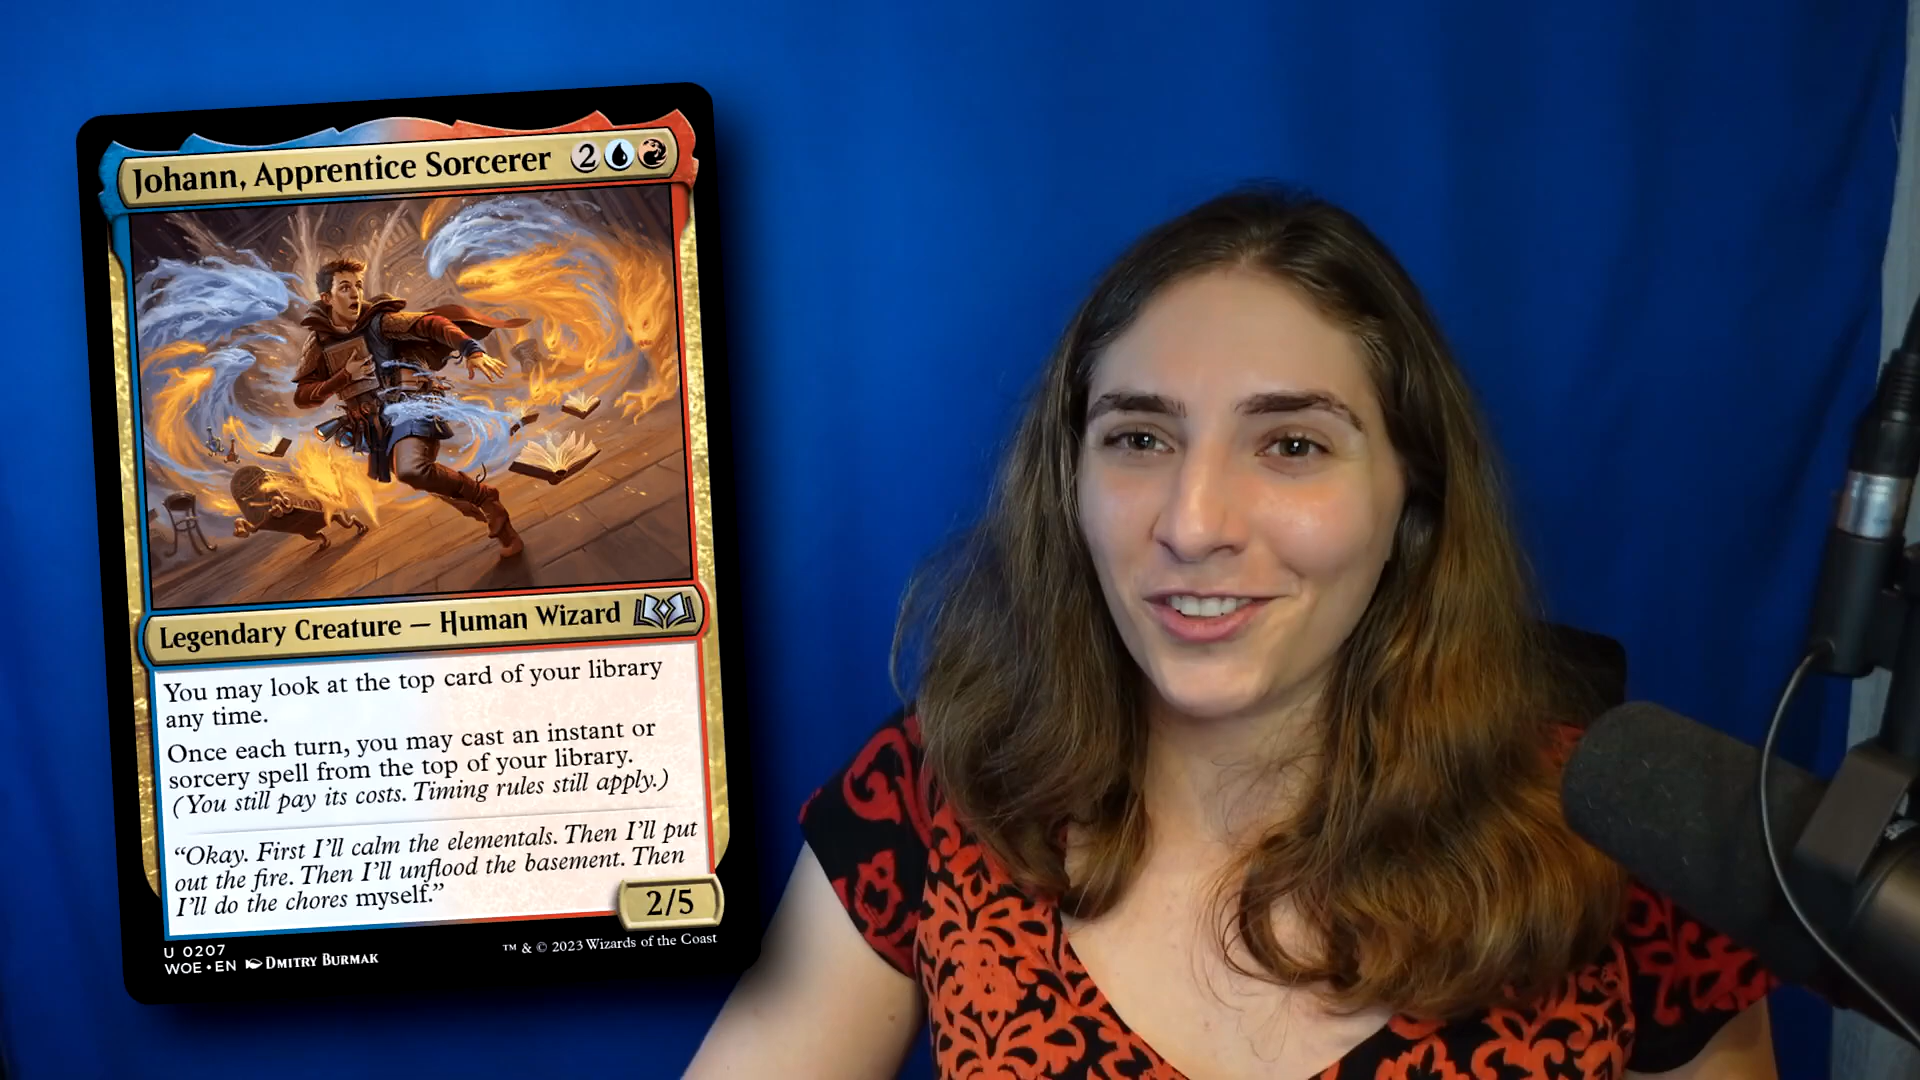 Johann, Apprentice Sorcerer 2
Legendary Creature — Human Wizard
You may look at the top card of your library
any time.
Once each turn, you may cast an instant or
sorcery spell from the top of your library.
(You still pay its costs. Timing rules still apply.)
“Okay. First I’ll calm the elementals. Then I’ll put
out the fire. Then I’ll unflood the basement. Then
I’ll do the chores myself.”
2/5
U 0207
WOE • EN DMITRY BURMAK
™ & © 2023 Wizards of the Coast